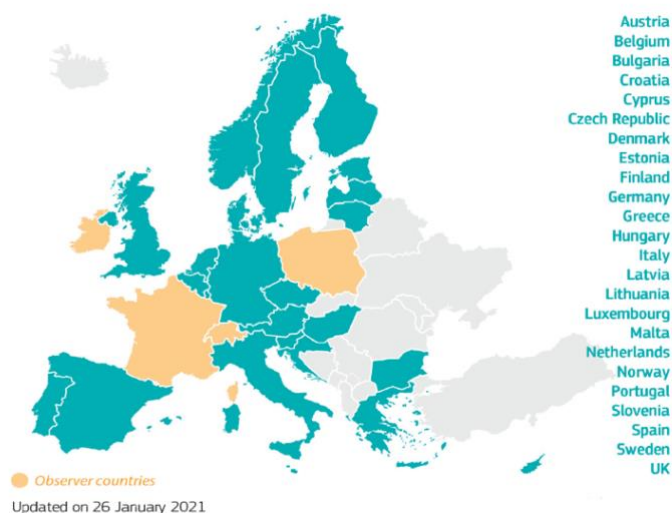 Austria
Belgium
Bulgaria
Croatia
Cyprus
Czech Republic
Denmark
Estonia
Finland
Germany
Greece
Hungary
Italy
Latvia
Lithuania
Luxembourg
Malta
Netherlands
Norway
Portugal
Slovenia
Spain
Sweden
UK
Observer countries
Updated on 26 January 2021